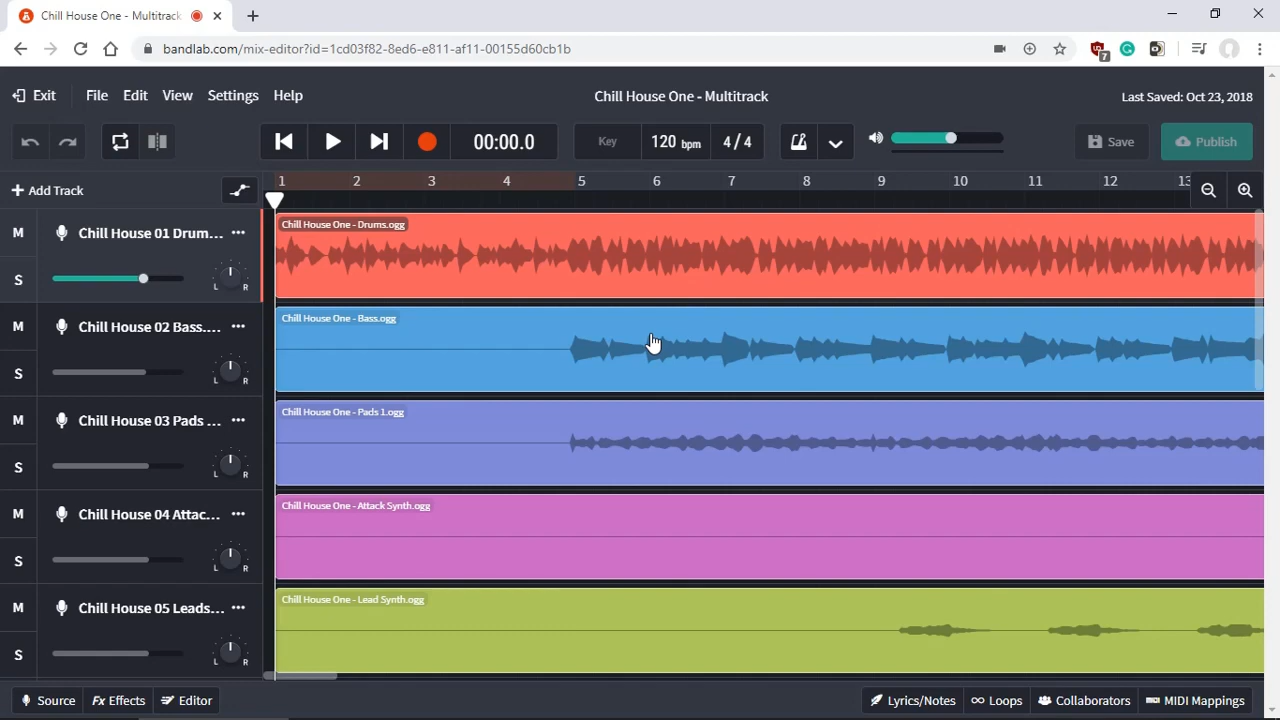 Chill House One - Multitrack
bandlab.com/mix-editor?id=1cd03f82-8ed6-e811-af11-00155d60cb1b
7
Exit File Edit View Settings Help
Chill House One - Multitrack
Last Saved: Oct 23, 2018
00:00.0
Key 120 bpm 4 / 4
Save Publish
+ Add Track
1 2 3 4 5 6 7 8 9 10 11 12 13
M Chill House 01 Drum... •••
S L R
Chill House One - Drums.ogg
M Chill House 02 Bass.... •••
S L R
Chill House One - Bass.ogg
M Chill House 03 Pads ... •••
S L R
Chill House One - Pads 1.ogg
M Chill House 04 Attac... •••
S L R
Chill House One - Attack Synth.ogg
M Chill House 05 Leads... •••
S L R
Chill House One - Lead Synth.ogg
Source Fx Effects Editor
Lyrics/Notes Loops Collaborators MIDI Mappings